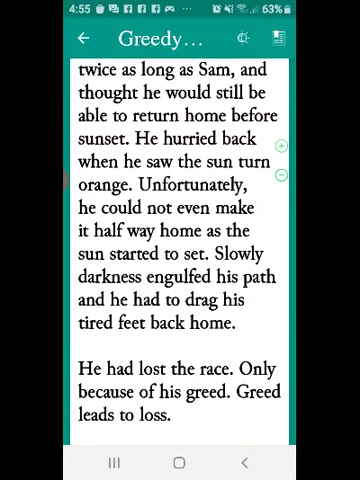 4:55
63%
Greedy...
twice as long as Sam, and
thought he would still be
able to return home before
sunset. He hurried back
when he saw the sun turn
orange. Unfortunately,
he could not even make
it half way home as the
sun started to set. Slowly
darkness engulfed his path
and he had to drag his
tired feet back home.
He had lost the race. Only
because of his greed. Greed
leads to loss.